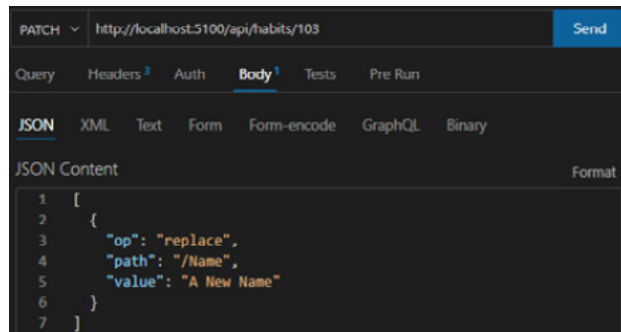 PATCH http://localhost:5100/api/habits/103 Send
Query Headers 3 Auth Body 1 Tests Pre Run
JSON XML Text Form Form-encode GraphQL Binary
JSON Content Format
1 [
2 {
3 "op": "replace",
4 "path": "/Name",
5 "value": "A New Name"
6 }
7 ]